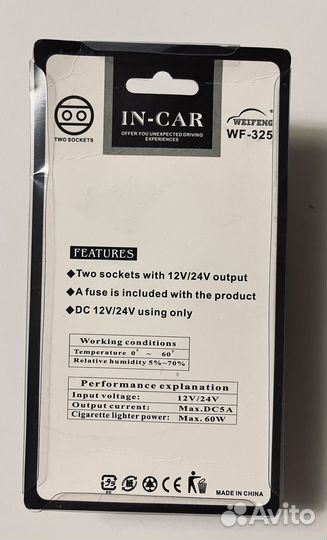 TWO SOCKETS
IN-CAR
OFFER YOU UNEXPECTED DRIVING
EXPERIENCES
WEIFENG
WF-325
FEATURES
◆Two sockets with 12V/24V output
◆A fuse is included with the product
◆DC 12V/24V using only
Working conditions
Temperature 0° ~ 60°
Relative humidity 5%~70%
Performance explanation
Input voltage: 12V/24V
Output current: Max.DC5A
Cigarette lighter power: Max. 60W
CE
MADE IN CHINA
Avito